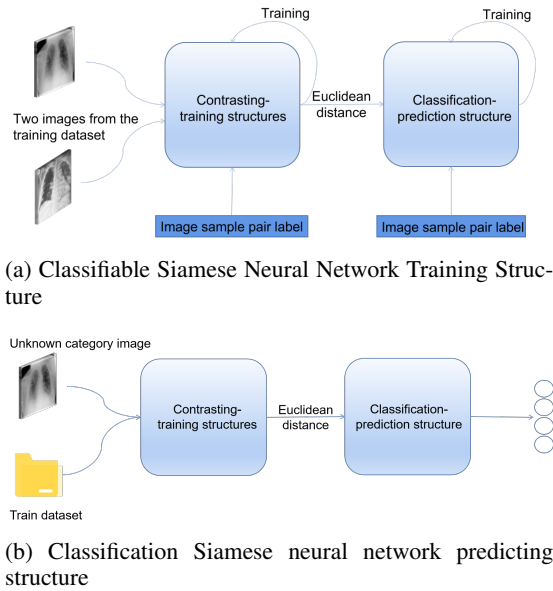 Training
Training
Two images from the
training dataset
Contrasting-
training structures
Euclidean
distance
Classification-
prediction structure
Image sample pair label
Image sample pair label
(a) Classifiable Siamese Neural Network Training Struc-
ture
Unknown category image
Contrasting-
training structures
Euclidean
distance
Classification-
prediction structure
Train dataset
(b) Classification Siamese neural network predicting
structure